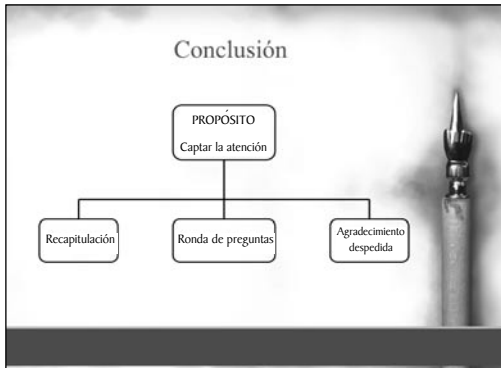 Conclusión
PROPÓSITO
Captar la atención
Recapitulación
Ronda de preguntas
Agradecimiento
despedida